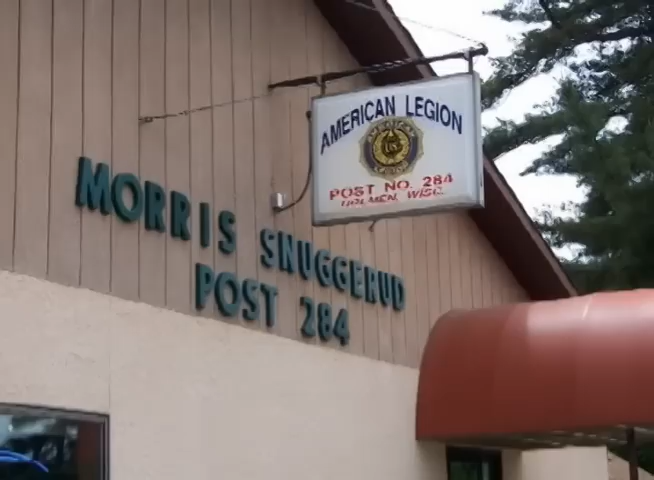 AMERICAN LEGION
POST NO. 284
HOLMEN, WISC.
MORRIS SNUGGERUD
POST 284